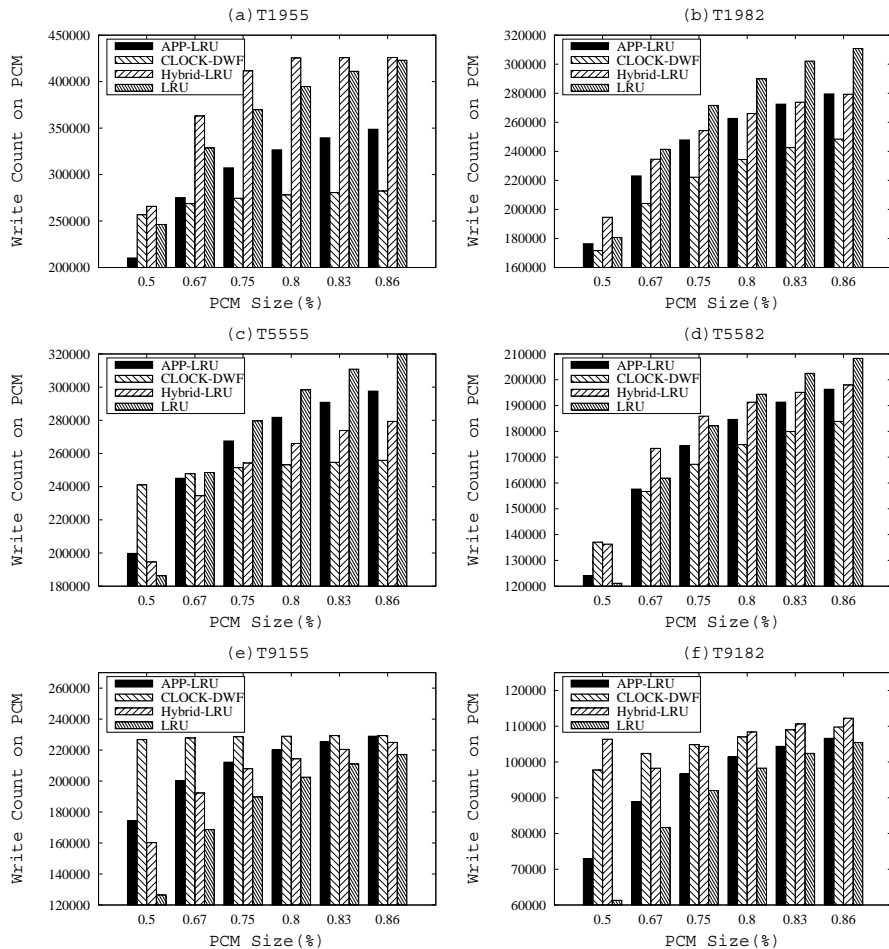 (a)T1955
450000
400000
350000
300000
250000
200000
Write Count on PCM
APP-LRU
CLOCK-DWF
Hybrid-LRU
LRU
0.5 0.67 0.75 0.8 0.83 0.86
PCM Size(%)
(b)T1982
320000
300000
280000
260000
240000
220000
200000
180000
160000
Write Count on PCM
APP-LRU
CLOCK-DWF
Hybrid-LRU
LRU
0.5 0.67 0.75 0.8 0.83 0.86
PCM Size(%)
(c)T5555
320000
300000
280000
260000
240000
220000
200000
180000
Write Count on PCM
APP-LRU
CLOCK-DWF
Hybrid-LRU
LRU
0.5 0.67 0.75 0.8 0.83 0.86
PCM Size(%)
(d)T5582
210000
200000
190000
180000
170000
160000
150000
140000
130000
120000
Write Count on PCM
APP-LRU
CLOCK-DWF
Hybrid-LRU
LRU
0.5 0.67 0.75 0.8 0.83 0.86
PCM Size(%)
(e)T9155
260000
240000
220000
200000
180000
160000
140000
120000
Write Count on PCM
APP-LRU
CLOCK-DWF
Hybrid-LRU
LRU
0.5 0.67 0.75 0.8 0.83 0.86
PCM Size(%)
(f)T9182
120000
110000
100000
90000
80000
70000
60000
Write Count on PCM
APP-LRU
CLOCK-DWF
Hybrid-LRU
LRU
0.5 0.67 0.75 0.8 0.83 0.86
PCM Size(%)